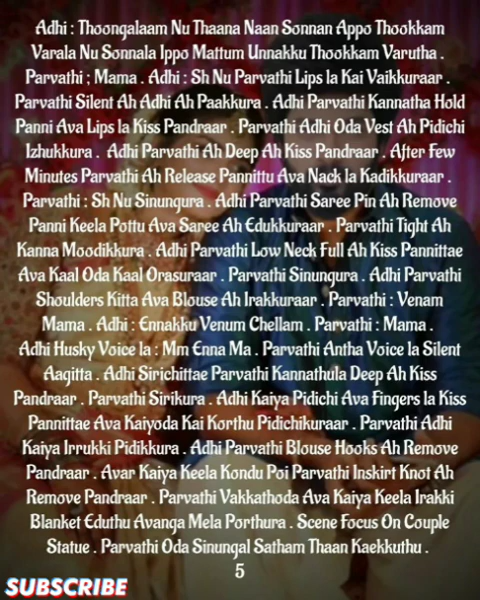 Adhi : Thoongalaam Nu Thaana Naan Sonnan Appo Thookkam
Varala Nu Sonnala Ippo Mattum Unnakku Thookkam Varutha .
Parvathi ; Mama . Adhi : Sh Nu Parvathi Lips la Kai Vaikkuraar .
Parvathi Silent Ah Adhi Ah Paakkura . Adhi Parvathi Kannatha Hold
Panni Ava Lips la Kiss Pandraar . Parvathi Adhi Oda Vest Ah Pidichi
Izhukkura . Adhi Parvathi Ah Deep Ah Kiss Pandraar . After Few
Minutes Parvathi Ah Release Pannittu Ava Nack la Kadikkuraar .
Parvathi : Sh Nu Sinungura . Adhi Parvathi Saree Pin Ah Remove
Panni Keela Pottu Ava Saree Ah Edukkuraar . Parvathi Tight Ah
Kanna Moodikkura . Adhi Parvathi Low Neck Full Ah Kiss Pannittae
Ava Kaal Oda Kaal Orasuraar . Parvathi Sinungura . Adhi Parvathi
Shoulders Kitta Ava Blouse Ah Irakkuraar . Parvathi : Venam
Mama . Adhi : Ennakku Venum Chellam . Parvathi : Mama .
Adhi Husky Voice la : Mm Enna Ma . Parvathi Antha Voice la Silent
Aagitta . Adhi Sirichittae Parvathi Kannathula Deep Ah Kiss
Pandraar . Parvathi Sirikura . Adhi Kaiya Pidichi Ava Fingers la Kiss
Pannittae Ava Kaiyoda Kai Korthu Pidichikuraar . Parvathi Adhi
Kaiya Irrukki Pidikkura . Adhi Parvathi Blouse Hooks Ah Remove
Pandraar . Avar Kaiya Keela Kondu Poi Parvathi Inskirt Knot Ah
Remove Pandraar . Parvathi Vakkathoda Ava Kaiya Keela Irakki
Blanket Eduthu Avanga Mela Porthura . Scene Focus On Couple
Statue . Parvathi Oda Sinungal Satham Thaan Kaekkuthu .
5
SUBSCRIBE